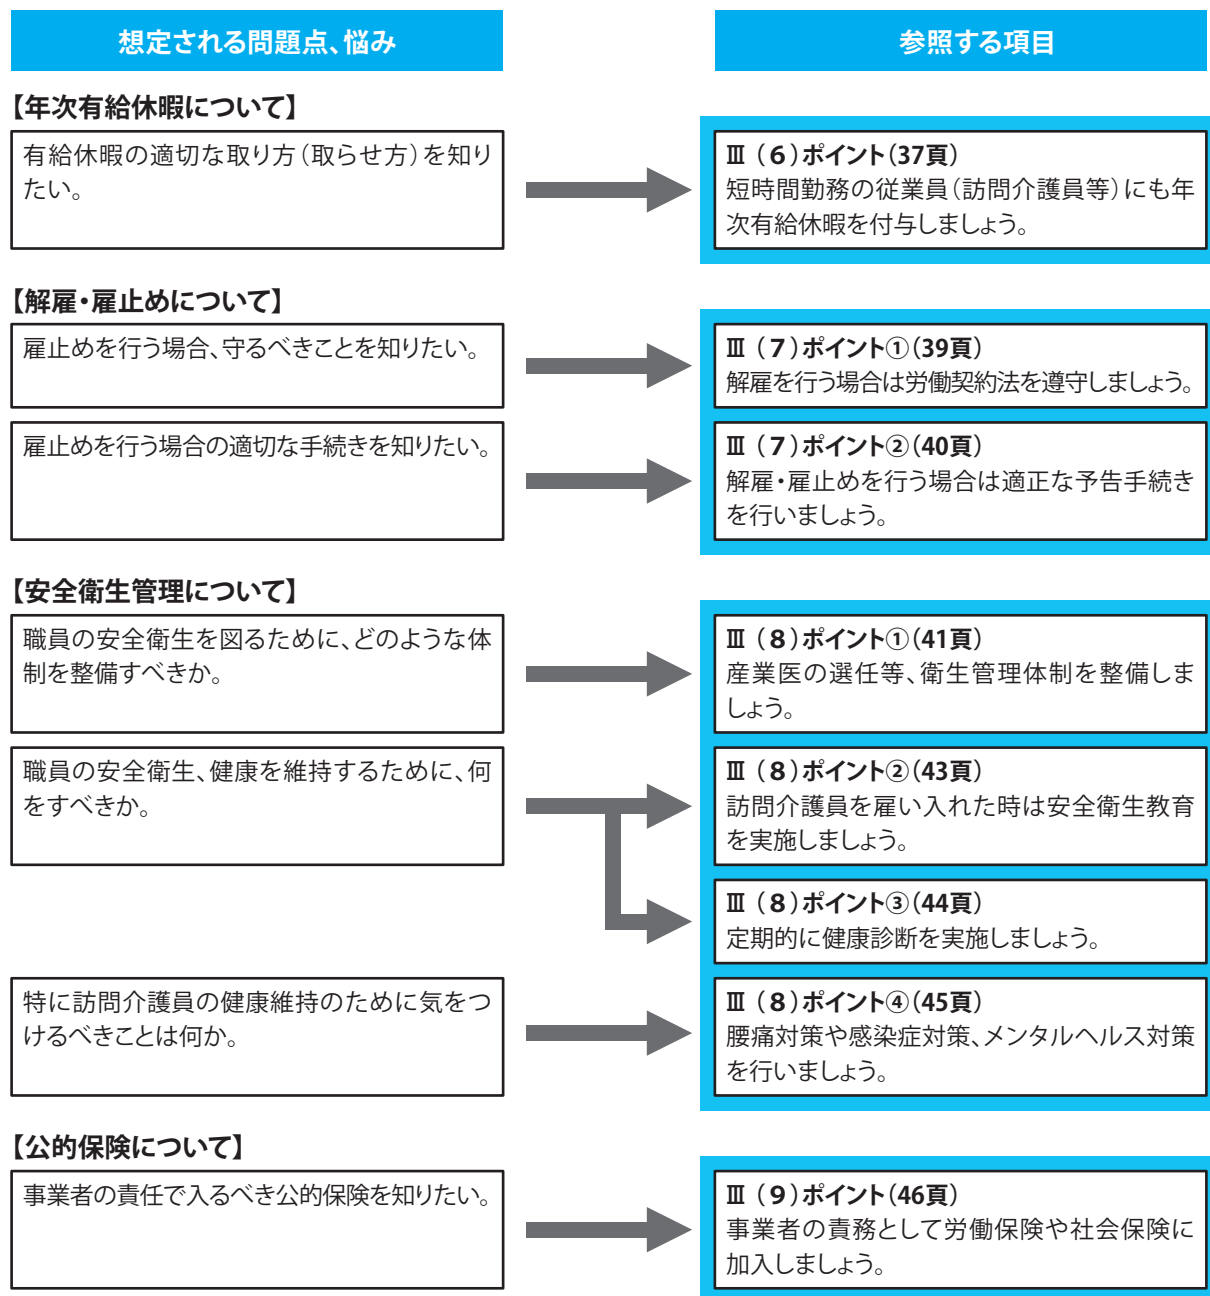 想定される問題点、悩み
参照する項目
【年次有給休暇について】
有給休暇の適切な取り方（取らせ方）を知り
たい。
Ⅲ（６）ポイント（37頁）
短時間勤務の従業員（訪問介護員等）にも年
次有給休暇を付与しましょう。
【解雇・雇止めについて】
雇止めを行う場合、守るべきことを知りたい。
Ⅲ（７）ポイント①（39頁）
解雇を行う場合は労働契約法を遵守しましょう。
雇止めを行う場合の適切な手続きを知りたい。
Ⅲ（７）ポイント②（40頁）
解雇・雇止めを行う場合は適正な予告手続き
を行いましょう。
【安全衛生管理について】
職員の安全衛生を図るために、どのような体
制を整備すべきか。
Ⅲ（８）ポイント①（41頁）
産業医の選任等、衛生管理体制を整備しま
しょう。
職員の安全衛生、健康を維持するために、何
をすべきか。
Ⅲ（８）ポイント②（43頁）
訪問介護員を雇い入れた時は安全衛生教育
を実施しましょう。
Ⅲ（８）ポイント③（44頁）
定期的に健康診断を実施しましょう。
特に訪問介護員の健康維持のために気をつ
けるべきことは何か。
Ⅲ（８）ポイント④（45頁）
腰痛対策や感染症対策、メンタルヘルス対策
を行いましょう。
【公的保険について】
事業者の責任で入るべき公的保険を知りたい。
Ⅲ（９）ポイント（46頁）
事業者の責務として労働保険や社会保険に
加入しましょう。